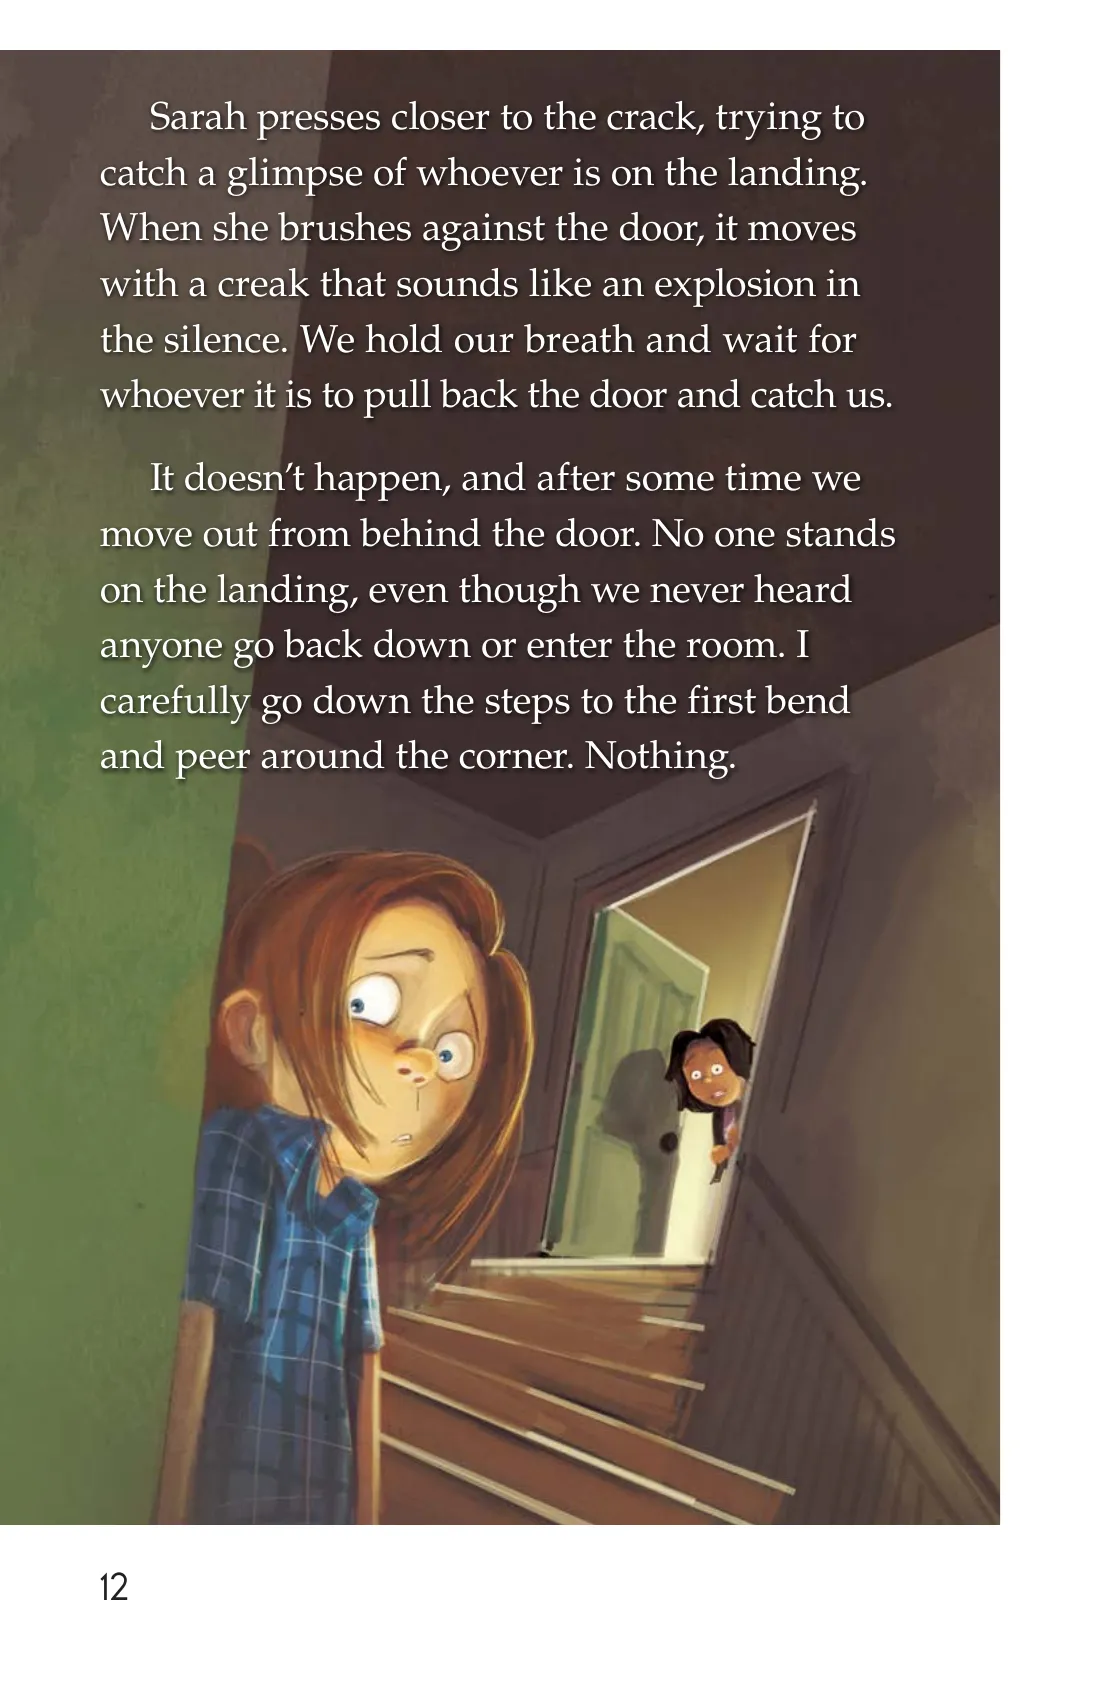 Sarah presses closer to the crack, trying to
catch a glimpse of whoever is on the landing.
When she brushes against the door, it moves
with a creak that sounds like an explosion in
the silence. We hold our breath and wait for
whoever it is to pull back the door and catch us.
It doesn’t happen, and after some time we
move out from behind the door. No one stands
on the landing, even though we never heard
anyone go back down or enter the room. I
carefully go down the steps to the first bend
and peer around the corner. Nothing.
12